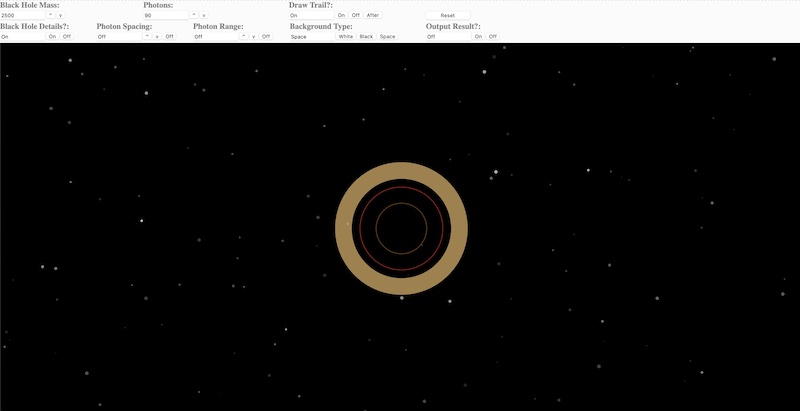 Black Hole Mass: Photons: Draw Trail?:
2500 ^ v 90 ^ v On On Off After Reset
Black Hole Details?: Photon Spacing: Photon Range: Background Type: Output Result?:
On On Off Off ^ v Off Off ^ v Off Space White Black Space Off On Off